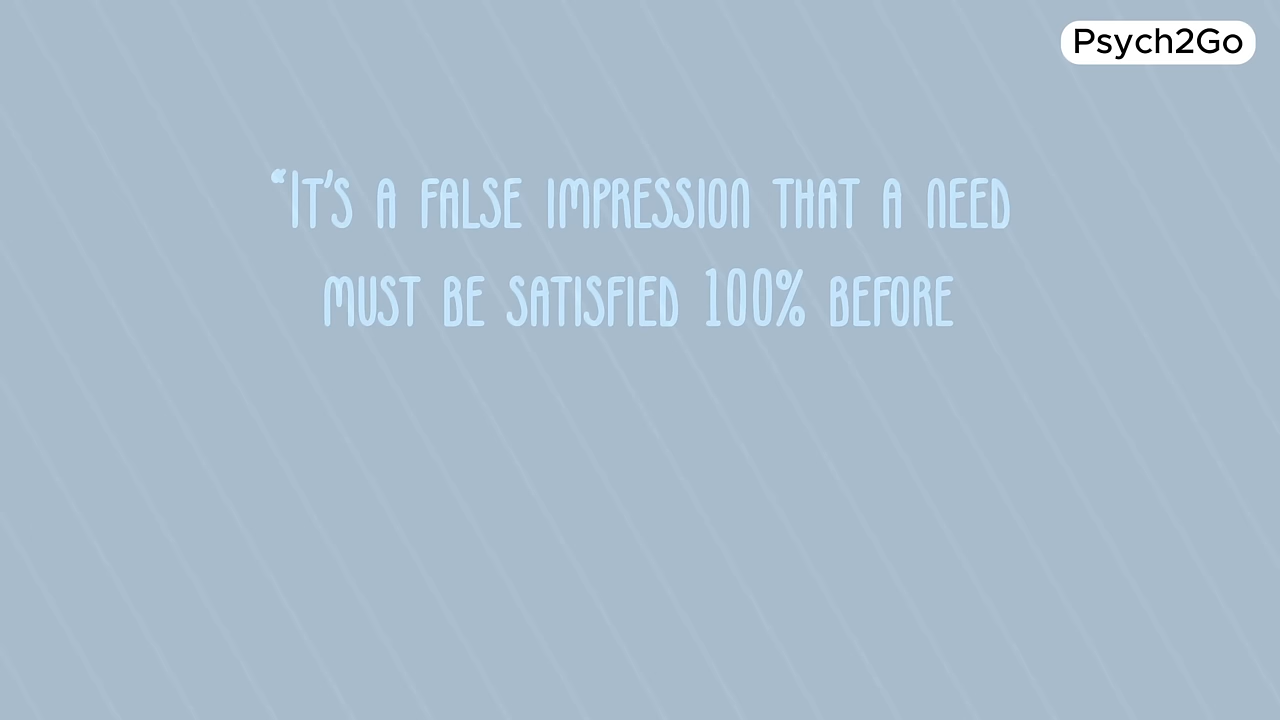 Psych2Go
“It's a false impression that a need
must be satisfied 100% before